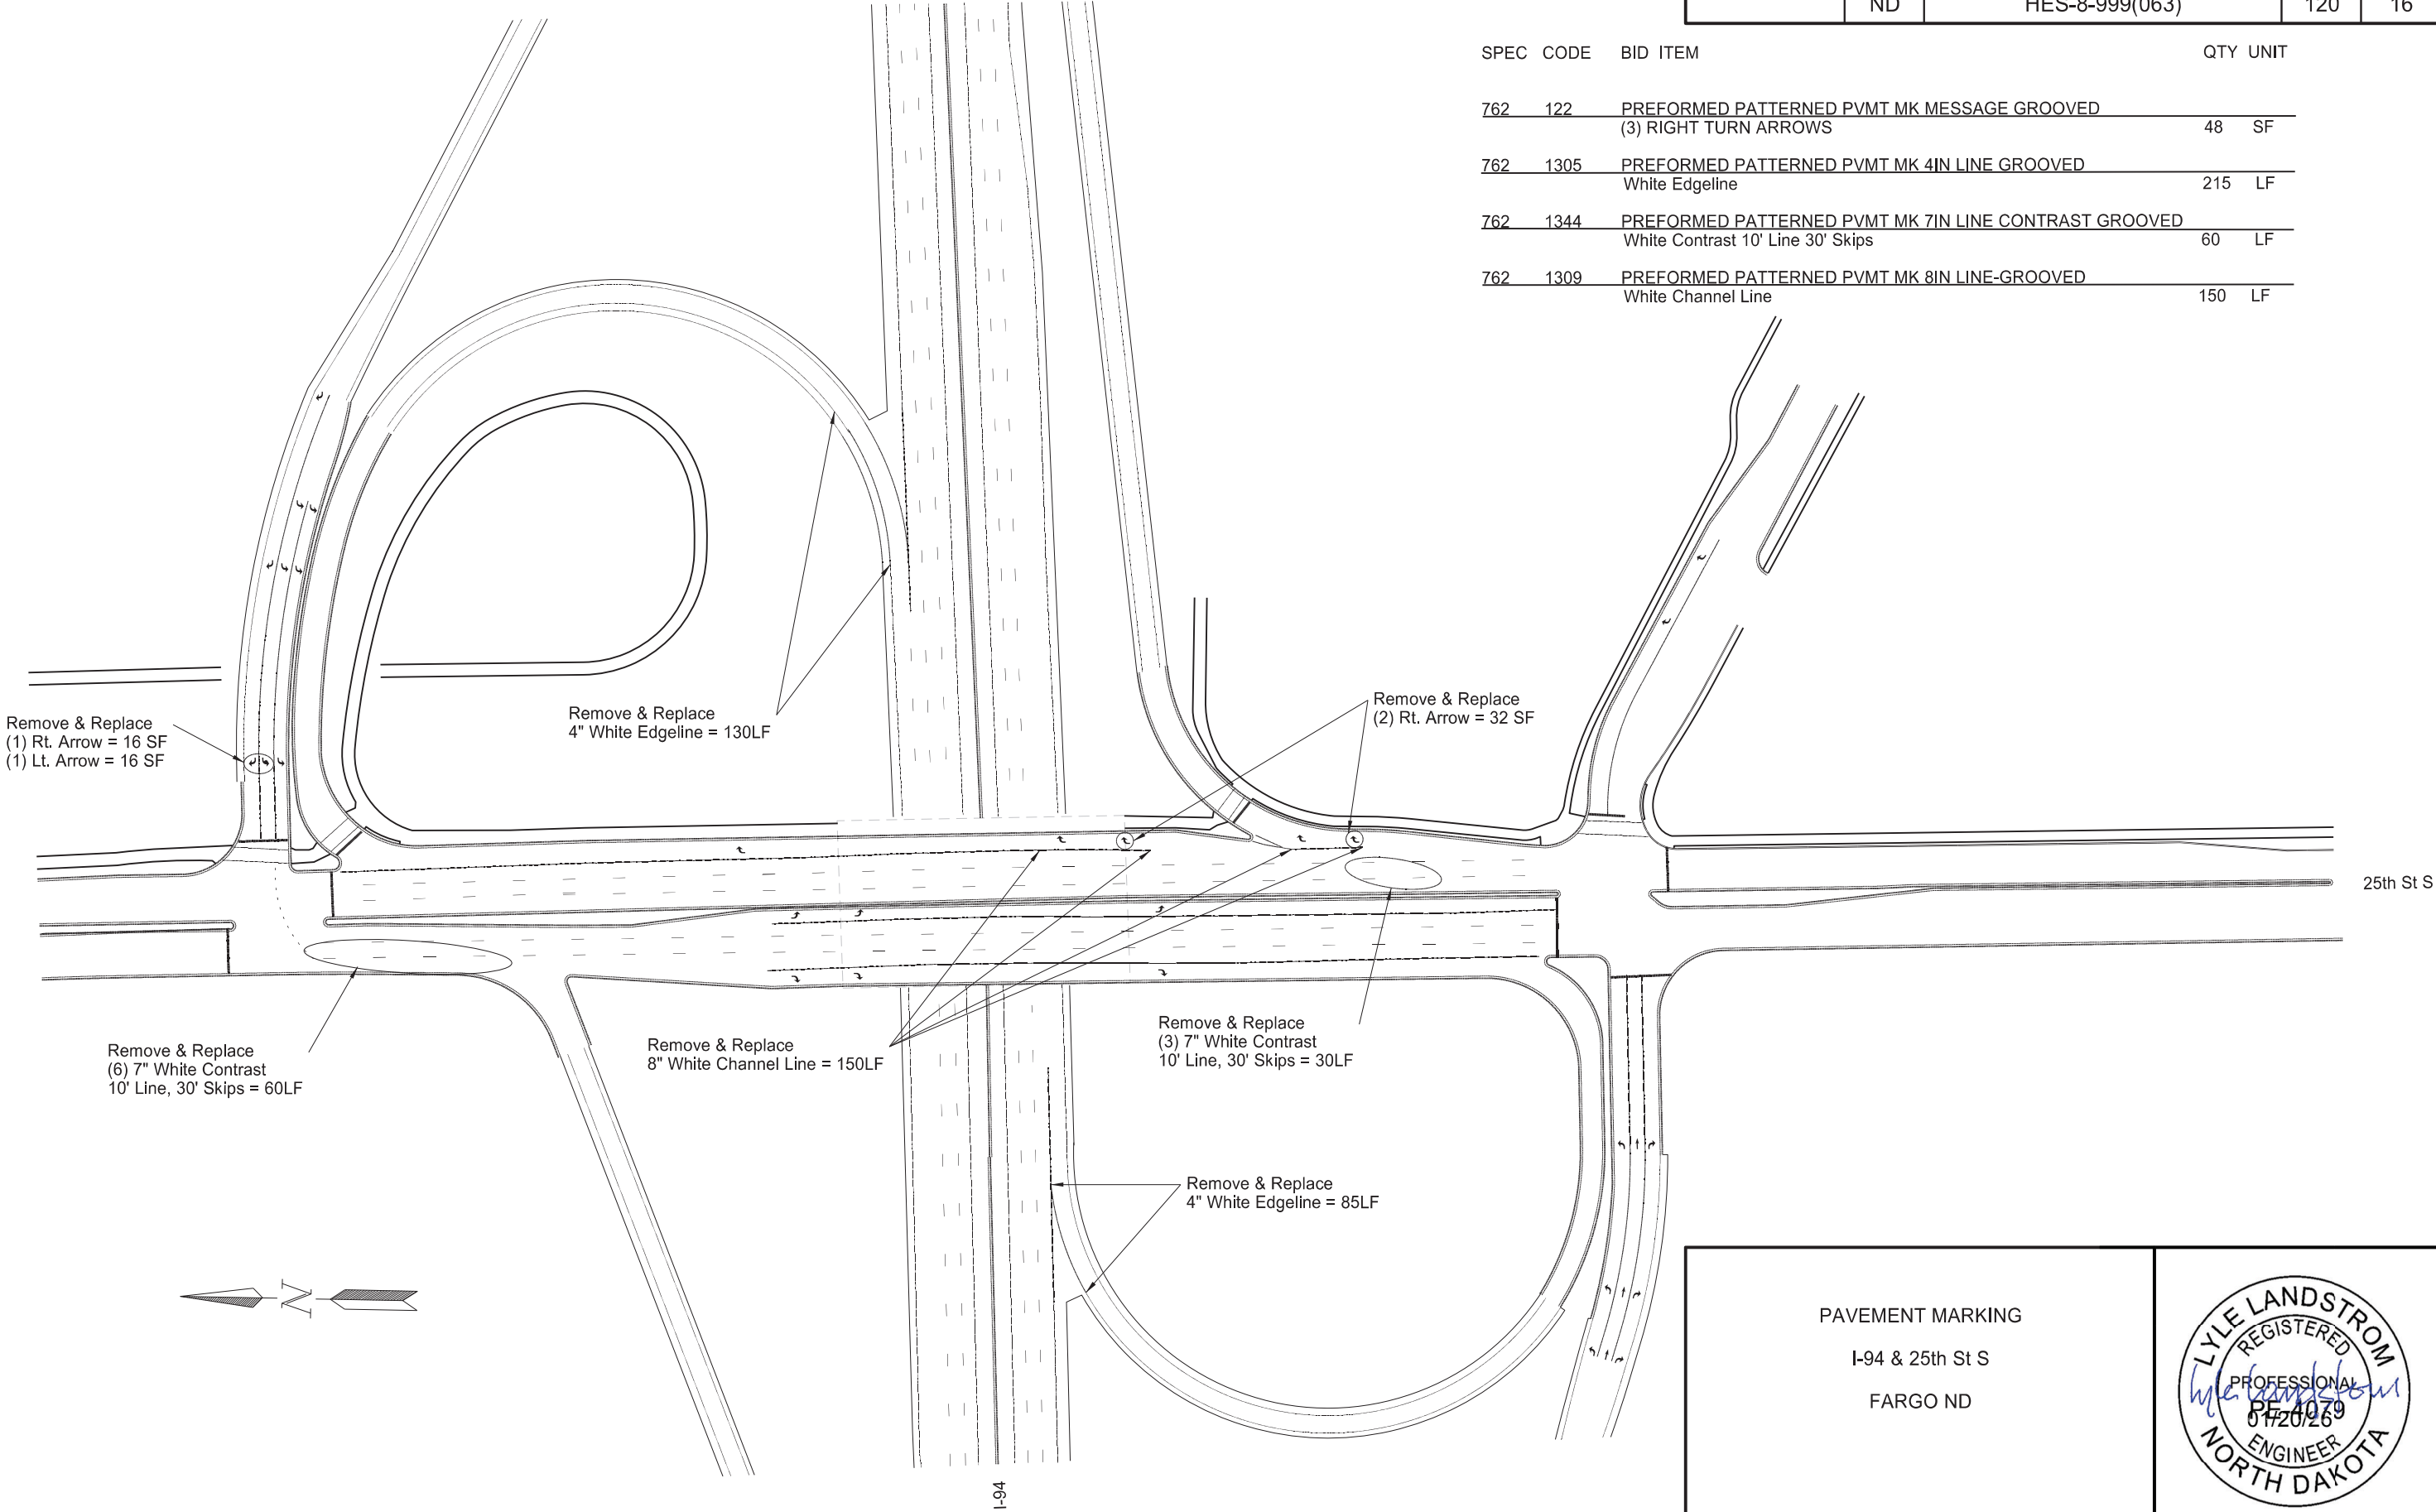 ND HES-8-999(063) 120 16
SPEC CODE BID ITEM QTY UNIT
762 122 PREFORMED PATTERNED PVMT MK MESSAGE GROOVED
(3) RIGHT TURN ARROWS 48 SF
762 1305 PREFORMED PATTERNED PVMT MK 4IN LINE GROOVED
White Edgeline 215 LF
762 1344 PREFORMED PATTERNED PVMT MK 7IN LINE CONTRAST GROOVED
White Contrast 10' Line 30' Skips 60 LF
762 1309 PREFORMED PATTERNED PVMT MK 8IN LINE-GROOVED
White Channel Line 150 LF
Remove & Replace
(1) Rt. Arrow = 16 SF
(1) Lt. Arrow = 16 SF
Remove & Replace
4" White Edgeline = 130LF
Remove & Replace
(2) Rt. Arrow = 32 SF
25th St S
Remove & Replace
(6) 7" White Contrast
10' Line, 30' Skips = 60LF
Remove & Replace
8" White Channel Line = 150LF
Remove & Replace
(3) 7" White Contrast
10' Line, 30' Skips = 30LF
Remove & Replace
4" White Edgeline = 85LF
N
I-94
PAVEMENT MARKING
I-94 & 25th St S
FARGO ND
LYLE LANDSTROM
REGISTERED
PROFESSIONAL
PE-4079
01/20/26
ENGINEER
NORTH DAKOTA